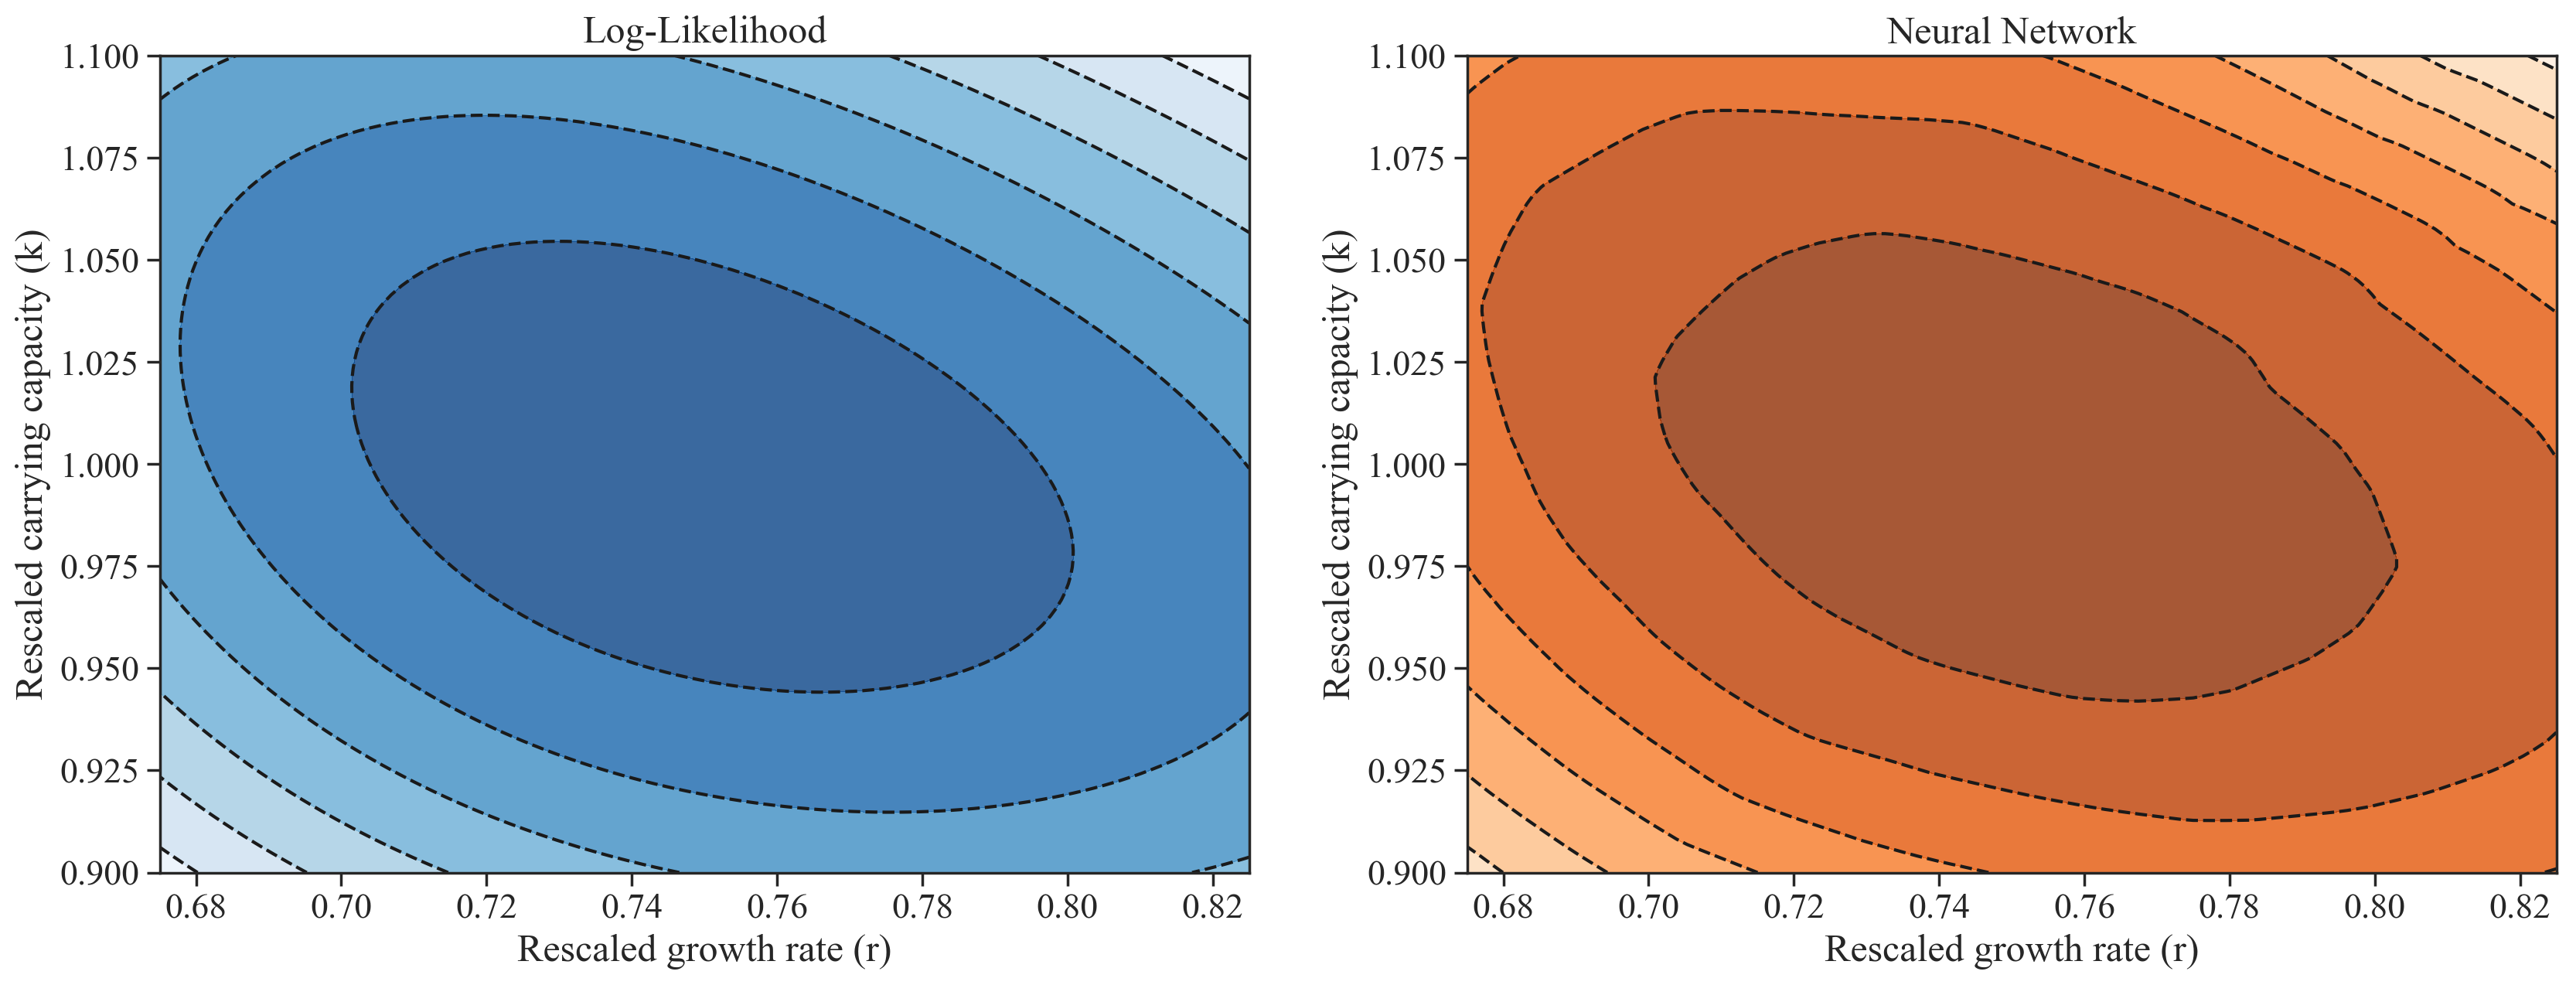 Log-Likelihood
Rescaled carrying capacity (k)
1.100
1.075
1.050
1.025
1.000
0.975
0.950
0.925
0.900
0.68 0.70 0.72 0.74 0.76 0.78 0.80 0.82
Rescaled growth rate (r)
Neural Network
Rescaled carrying capacity (k)
1.100
1.075
1.050
1.025
1.000
0.975
0.950
0.925
0.900
0.68 0.70 0.72 0.74 0.76 0.78 0.80 0.82
Rescaled growth rate (r)